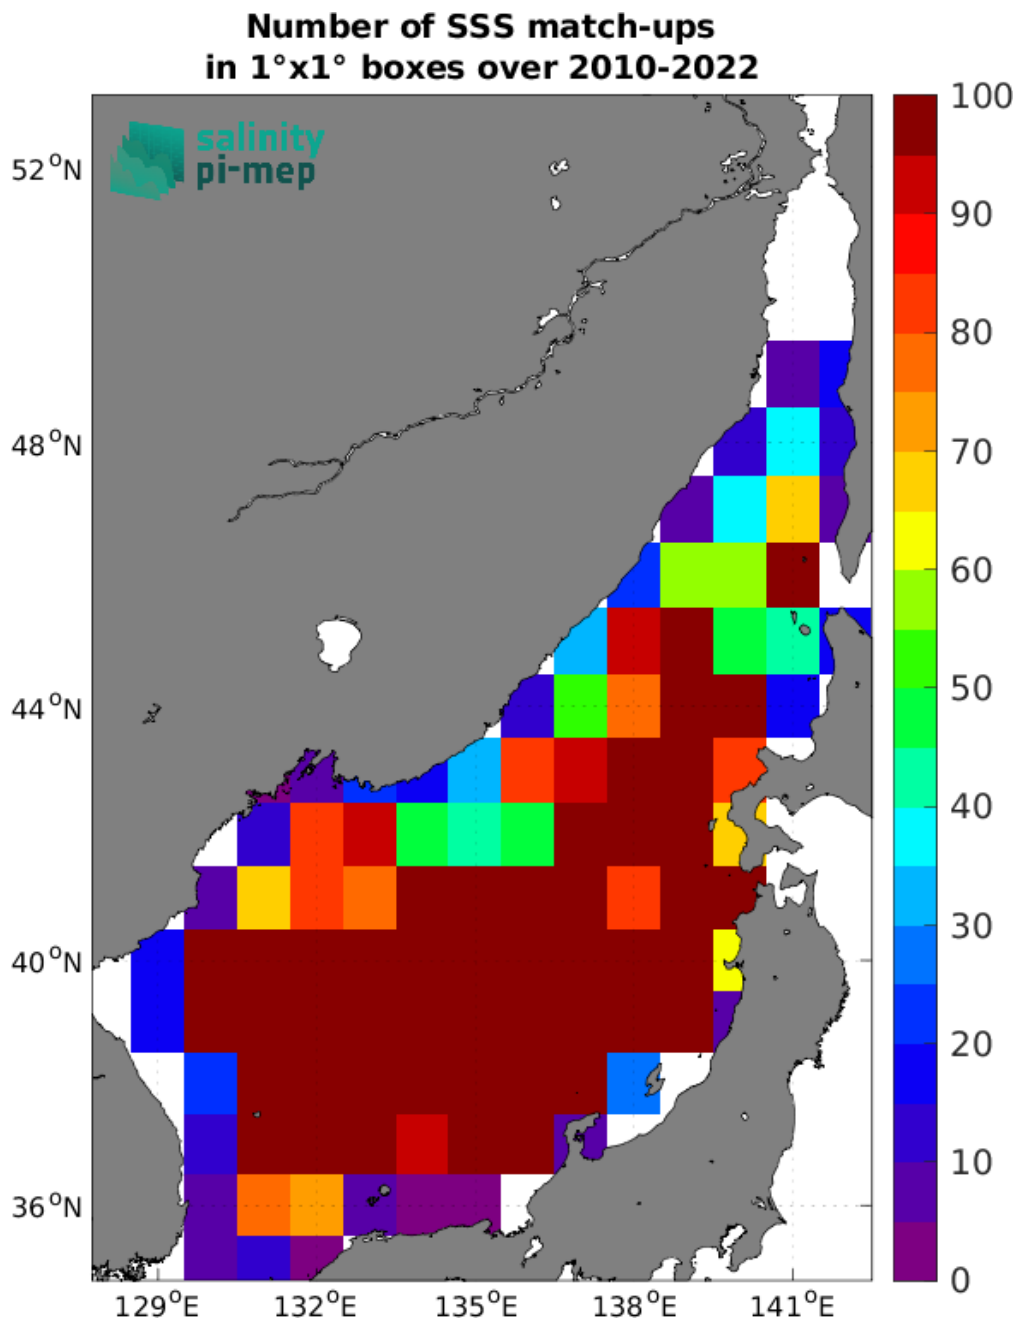 Number of SSS match-ups
in 1°x1° boxes over 2010-2022
salinity
pi-mep
52°N
48°N
44°N
40°N
36°N
129°E
132°E
135°E
138°E
141°E
100
90
80
70
60
50
40
30
20
10
0